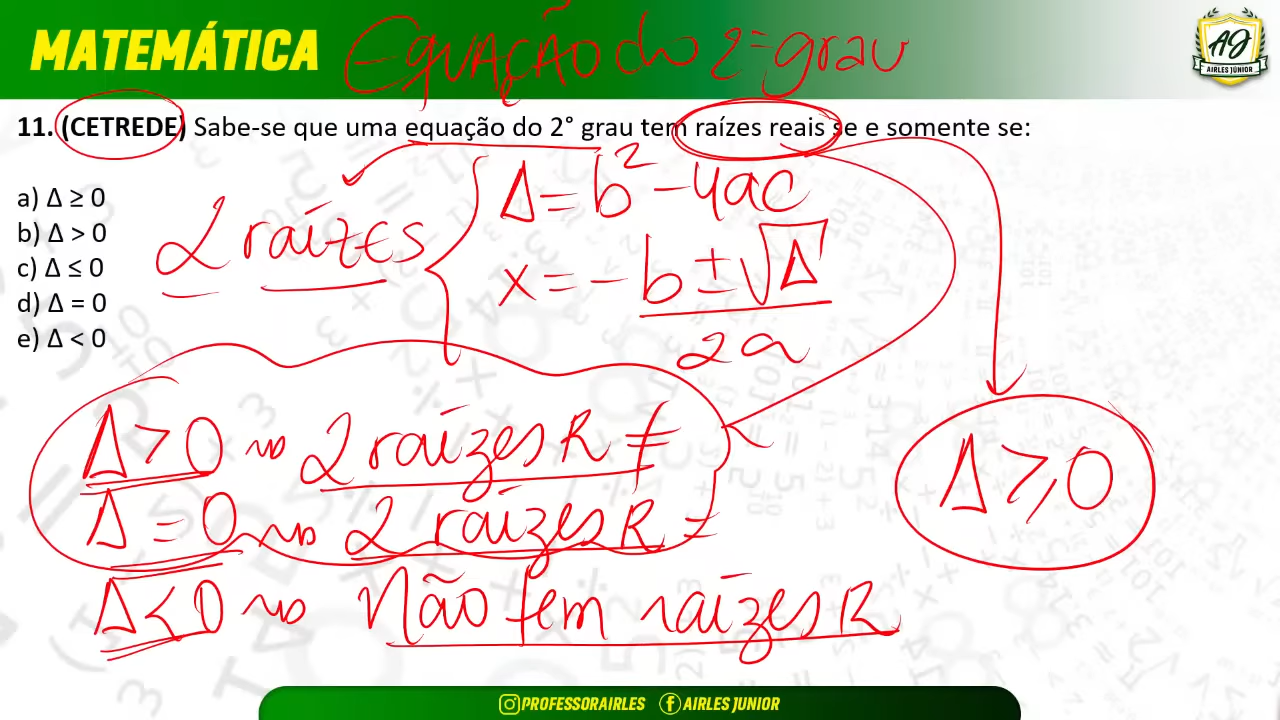 MATEMÁTICA EQUAÇÃO do 2º grau
AJ
AIRLES JÚNIOR
11. (CETREDE) Sabe-se que uma equação do 2° grau tem raízes reais se e somente se:
a) Δ ≥ 0
b) Δ > 0
c) Δ ≤ 0
d) Δ = 0
e) Δ < 0
2 raízes
Δ = b² - 4ac
x = -b ± √Δ
2a
Δ > 0 ~> 2 raízes R ≠
Δ = 0 ~> 2 raízes R =
Δ < 0 ~> Não tem raízes R
Δ ≥ 0
PROFESSORAIRLES AIRLES JUNIOR